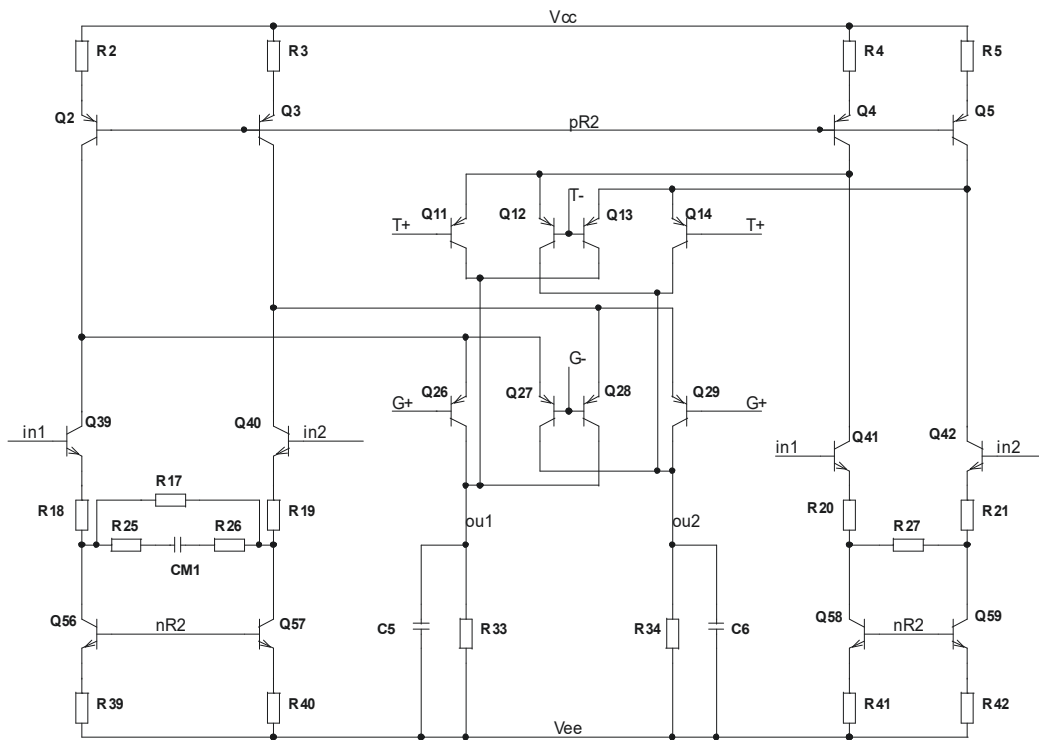 Vcc
R2
R3
R4
R5
Q2
Q3
pR2
Q4
Q5
Q11
Q12
T-
Q13
Q14
T+
T+
G-
Q26
Q27
Q28
Q29
G+
G+
Q39
Q40
in1
in2
Q41
Q42
in1
in2
R17
R18
R25
R26
R19
CM1
R20
R27
R21
ou1
ou2
Q56
nR2
Q57
C5
R33
R34
C6
Q58
nR2
Q59
R39
R40
Vee
R41
R42